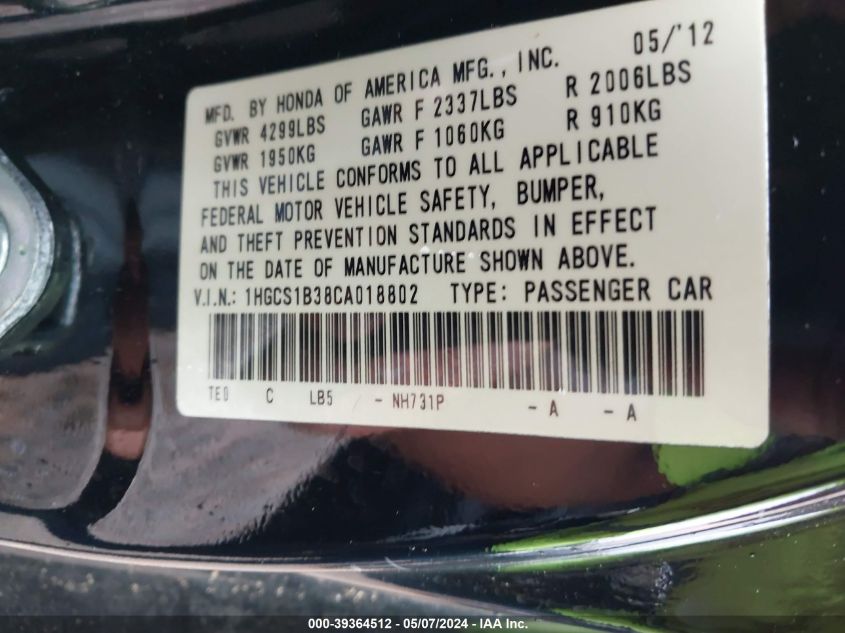 MFD. BY HONDA OF AMERICA MFG., INC. 05/'12
GVWR 4299LBS GAWR F 2337LBS R 2006LBS
GVWR 1950KG GAWR F 1060KG R 910KG
THIS VEHICLE CONFORMS TO ALL APPLICABLE
FEDERAL MOTOR VEHICLE SAFETY, BUMPER,
AND THEFT PREVENTION STANDARDS IN EFFECT
ON THE DATE OF MANUFACTURE SHOWN ABOVE.
V.I.N.: 1HGCS1B38CA018802 TYPE: PASSENGER CAR
TE0 C LB5 - NH731P - A - A
000-39364512 - 05/07/2024 - IAA Inc.